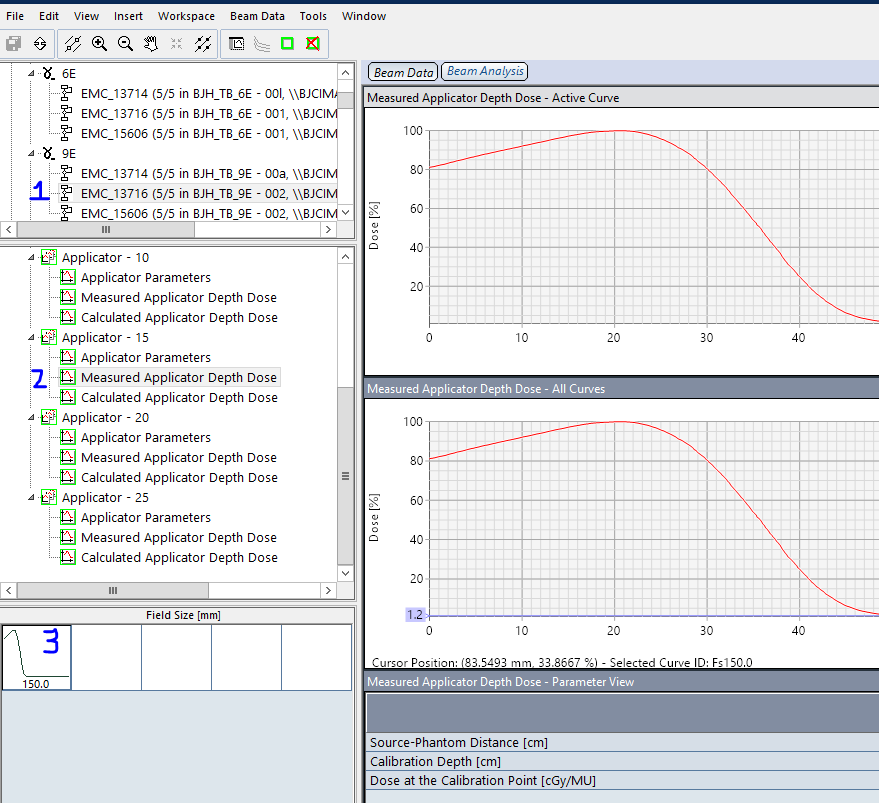 File Edit View Insert Workspace Beam Data Tools Window
6E
EMC_13714 (5/5 in BJH_TB_6E - 00l, \\BJCIMA
EMC_13716 (5/5 in BJH_TB_6E - 001, \\BJCIM
EMC_15606 (5/5 in BJH_TB_6E - 001, \\BJCIM
9E
EMC_13714 (5/5 in BJH_TB_9E - 00a, \\BJCIM
1
EMC_13716 (5/5 in BJH_TB_9E - 002, \\BJCIM
EMC_15606 (5/5 in BJH_TB_9E - 002, \\BJCIM
Applicator - 10
Applicator Parameters
Measured Applicator Depth Dose
Calculated Applicator Depth Dose
Applicator - 15
Applicator Parameters
2
Measured Applicator Depth Dose
Calculated Applicator Depth Dose
Applicator - 20
Applicator Parameters
Measured Applicator Depth Dose
Calculated Applicator Depth Dose
Applicator - 25
Applicator Parameters
Measured Applicator Depth Dose
Calculated Applicator Depth Dose
Field Size [mm]
3
150.0
Beam Data Beam Analysis
Measured Applicator Depth Dose - Active Curve
100
80
60
40
20
Dose [%]
0 10 20 30 40
Measured Applicator Depth Dose - All Curves
100
80
60
40
20
1.2
Dose [%]
0 10 20 30 40
Cursor Position: (83.5493 mm, 33.8667 %) - Selected Curve ID: Fs150.0
Measured Applicator Depth Dose - Parameter View
Source-Phantom Distance [cm]
Calibration Depth [cm]
Dose at the Calibration Point [cGy/MU]